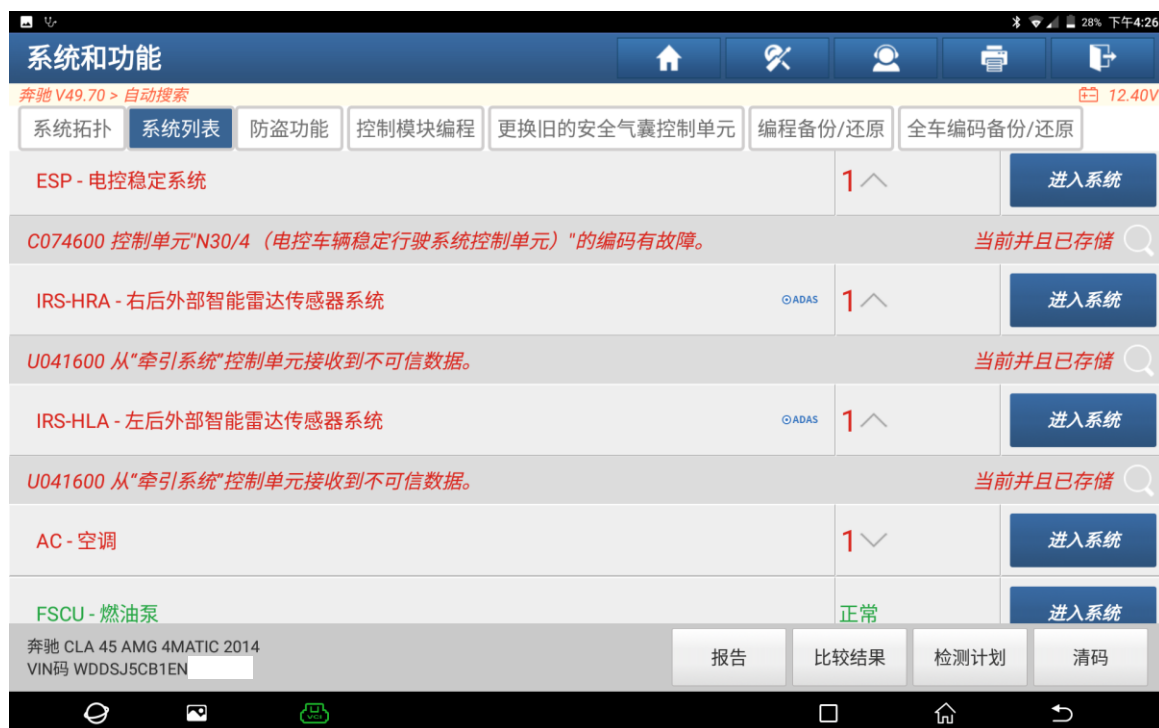 28% 下午4:26
系统和功能
奔驰 V49.70 > 自动搜索 12.40V
系统拓扑 系统列表 防盗功能 控制模块编程 更换旧的安全气囊控制单元 编程备份/还原 全车编码备份/还原
ESP - 电控稳定系统 1 进入系统
C074600 控制单元"N30/4（电控车辆稳定行驶系统控制单元）"的编码有故障。 当前并且已存储
IRS-HRA - 右后外部智能雷达传感器系统 ADAS 1 进入系统
U041600 从“牵引系统”控制单元接收到不可信数据。 当前并且已存储
IRS-HLA - 左后外部智能雷达传感器系统 ADAS 1 进入系统
U041600 从“牵引系统”控制单元接收到不可信数据。 当前并且已存储
AC - 空调 1 进入系统
FSCU - 燃油泵 正常 进入系统
奔驰 CLA 45 AMG 4MATIC 2014
VIN码 WDDSJ5CB1EN
报告 比较结果 检测计划 清码
VCI